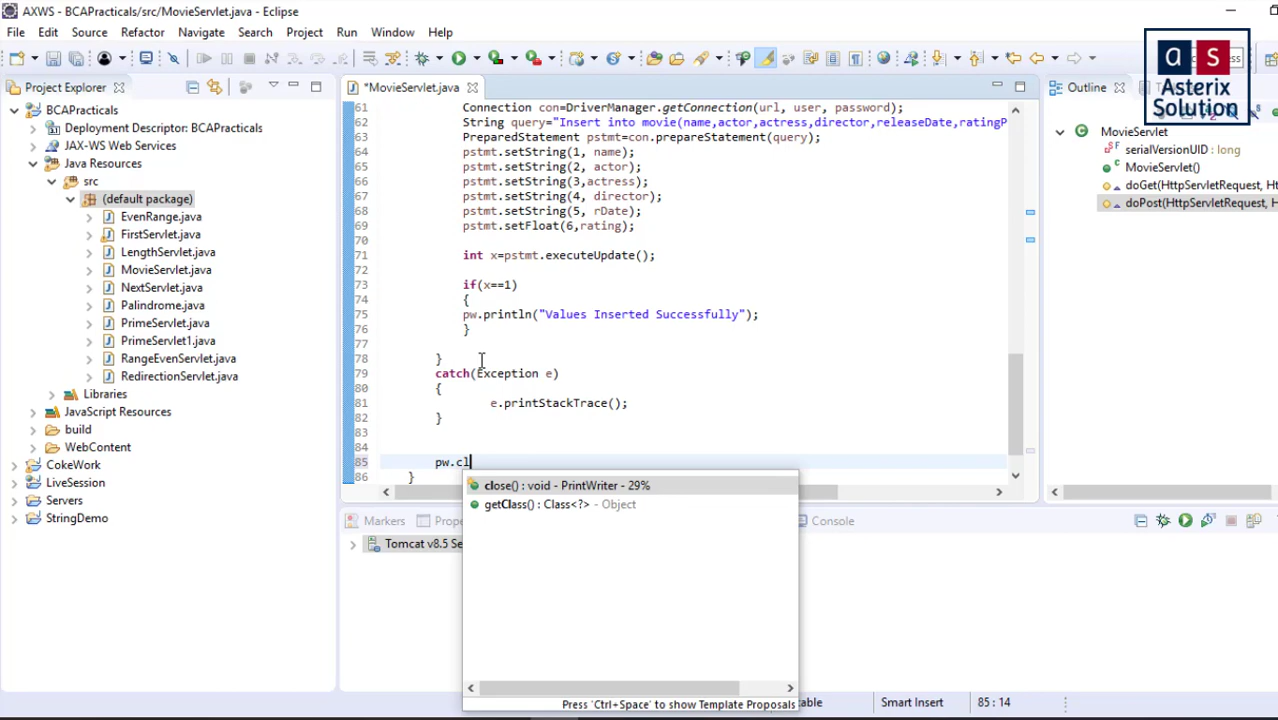 AXWS - BCAPracticals/src/MovieServlet.java - Eclipse
File Edit Source Refactor Navigate Search Project Run Window Help
a s
Asterix
Solution
Project Explorer
*MovieServlet.java
Outline
BCAPracticals
Deployment Descriptor: BCAPracticals
JAX-WS Web Services
Java Resources
src
(default package)
EvenRange.java
FirstServlet.java
LengthServlet.java
MovieServlet.java
NextServlet.java
Palindrome.java
PrimeServlet.java
PrimeServlet1.java
RangeEvenServlet.java
RedirectionServlet.java
Libraries
JavaScript Resources
build
WebContent
CokeWork
LiveSession
Servers
StringDemo
61 Connection con=DriverManager.getConnection(url, user, password);
62 String query="Insert into movie(name,actor,actress,director,releaseDate,ratingP
63 PreparedStatement pstmt=con.prepareStatement(query);
64 pstmt.setString(1, name);
65 pstmt.setString(2, actor);
66 pstmt.setString(3,actress);
67 pstmt.setString(4, director);
68 pstmt.setString(5, rDate);
69 pstmt.setFloat(6,rating);
70
71 int x=pstmt.executeUpdate();
72
73 if(x==1)
74 {
75 pw.println("Values Inserted Successfully");
76 }
77
78 }
79 catch(Exception e)
80 {
81 e.printStackTrace();
82 }
83
84
85 pw.cl
86 }
close() : void - PrintWriter - 29%
getClass() : Class<?> - Object
Press 'Ctrl+Space' to show Template Proposals
MovieServlet
serialVersionUID : long
MovieServlet()
doGet(HttpServletRequest, H
doPost(HttpServletRequest, H
Markers
Prope
Console
Tomcat v8.5 Se
table
Smart Insert
85 : 14